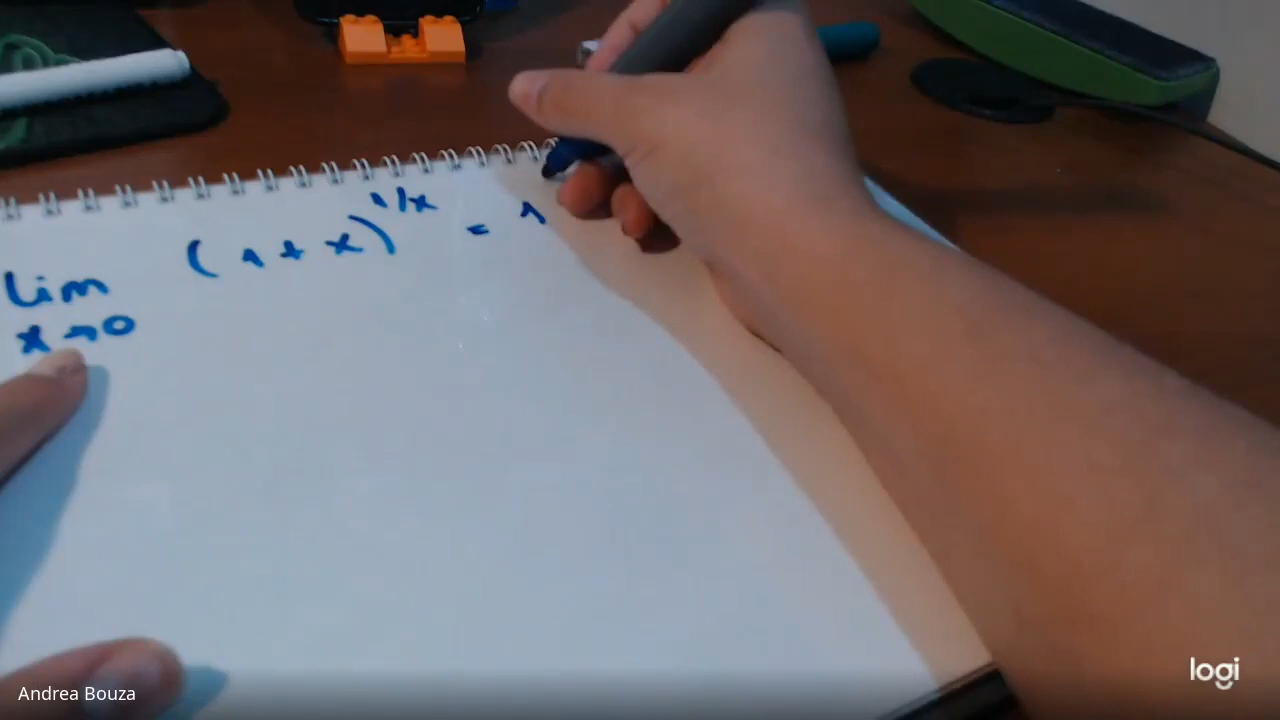 lim (1 + x)^1/x = 1
x→0
Andrea Bouza
logi